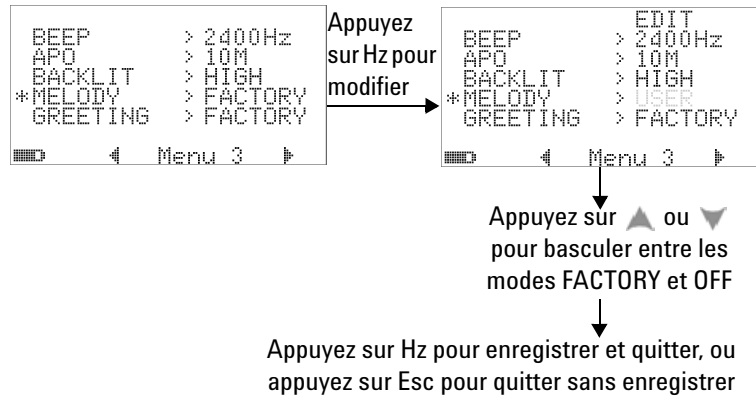 BEEP > 2400Hz
APO > 10M
BACKLIT > HIGH
*MELODY > FACTORY
GREETING > FACTORY
Menu 3
Appuyez
sur Hz pour
modifier
EDIT
BEEP > 2400Hz
APO > 10M
BACKLIT > HIGH
*MELODY > USER
GREETING > FACTORY
Menu 3
Appuyez sur ▲ ou ▼
pour basculer entre les
modes FACTORY et OFF
Appuyez sur Hz pour enregistrer et quitter, ou
appuyez sur Esc pour quitter sans enregistrer